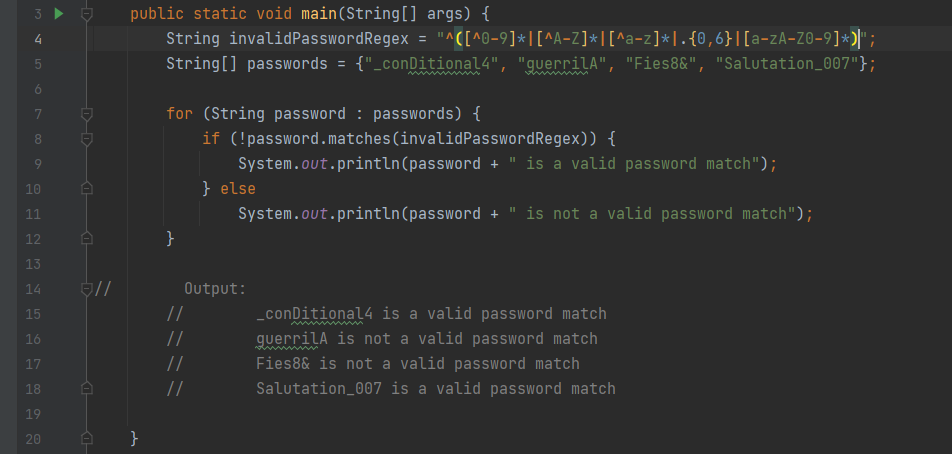 3 public static void main(String[] args) {
4 String invalidPasswordRegex = "^([^0-9]*|[^A-Z]*|[^a-z]*|.{0,6}|[a-zA-Z0-9]*)";
5 String[] passwords = {"_conDitional4", "guerrilA", "Fies8&", "Salutation_007"};
6
7 for (String password : passwords) {
8 if (!password.matches(invalidPasswordRegex)) {
9 System.out.println(password + " is a valid password match");
10 } else
11 System.out.println(password + " is not a valid password match");
12 }
13
14 // Output:
15 // _conDitional4 is a valid password match
16 // guerrilA is not a valid password match
17 // Fies8& is not a valid password match
18 // Salutation_007 is a valid password match
19
20 }